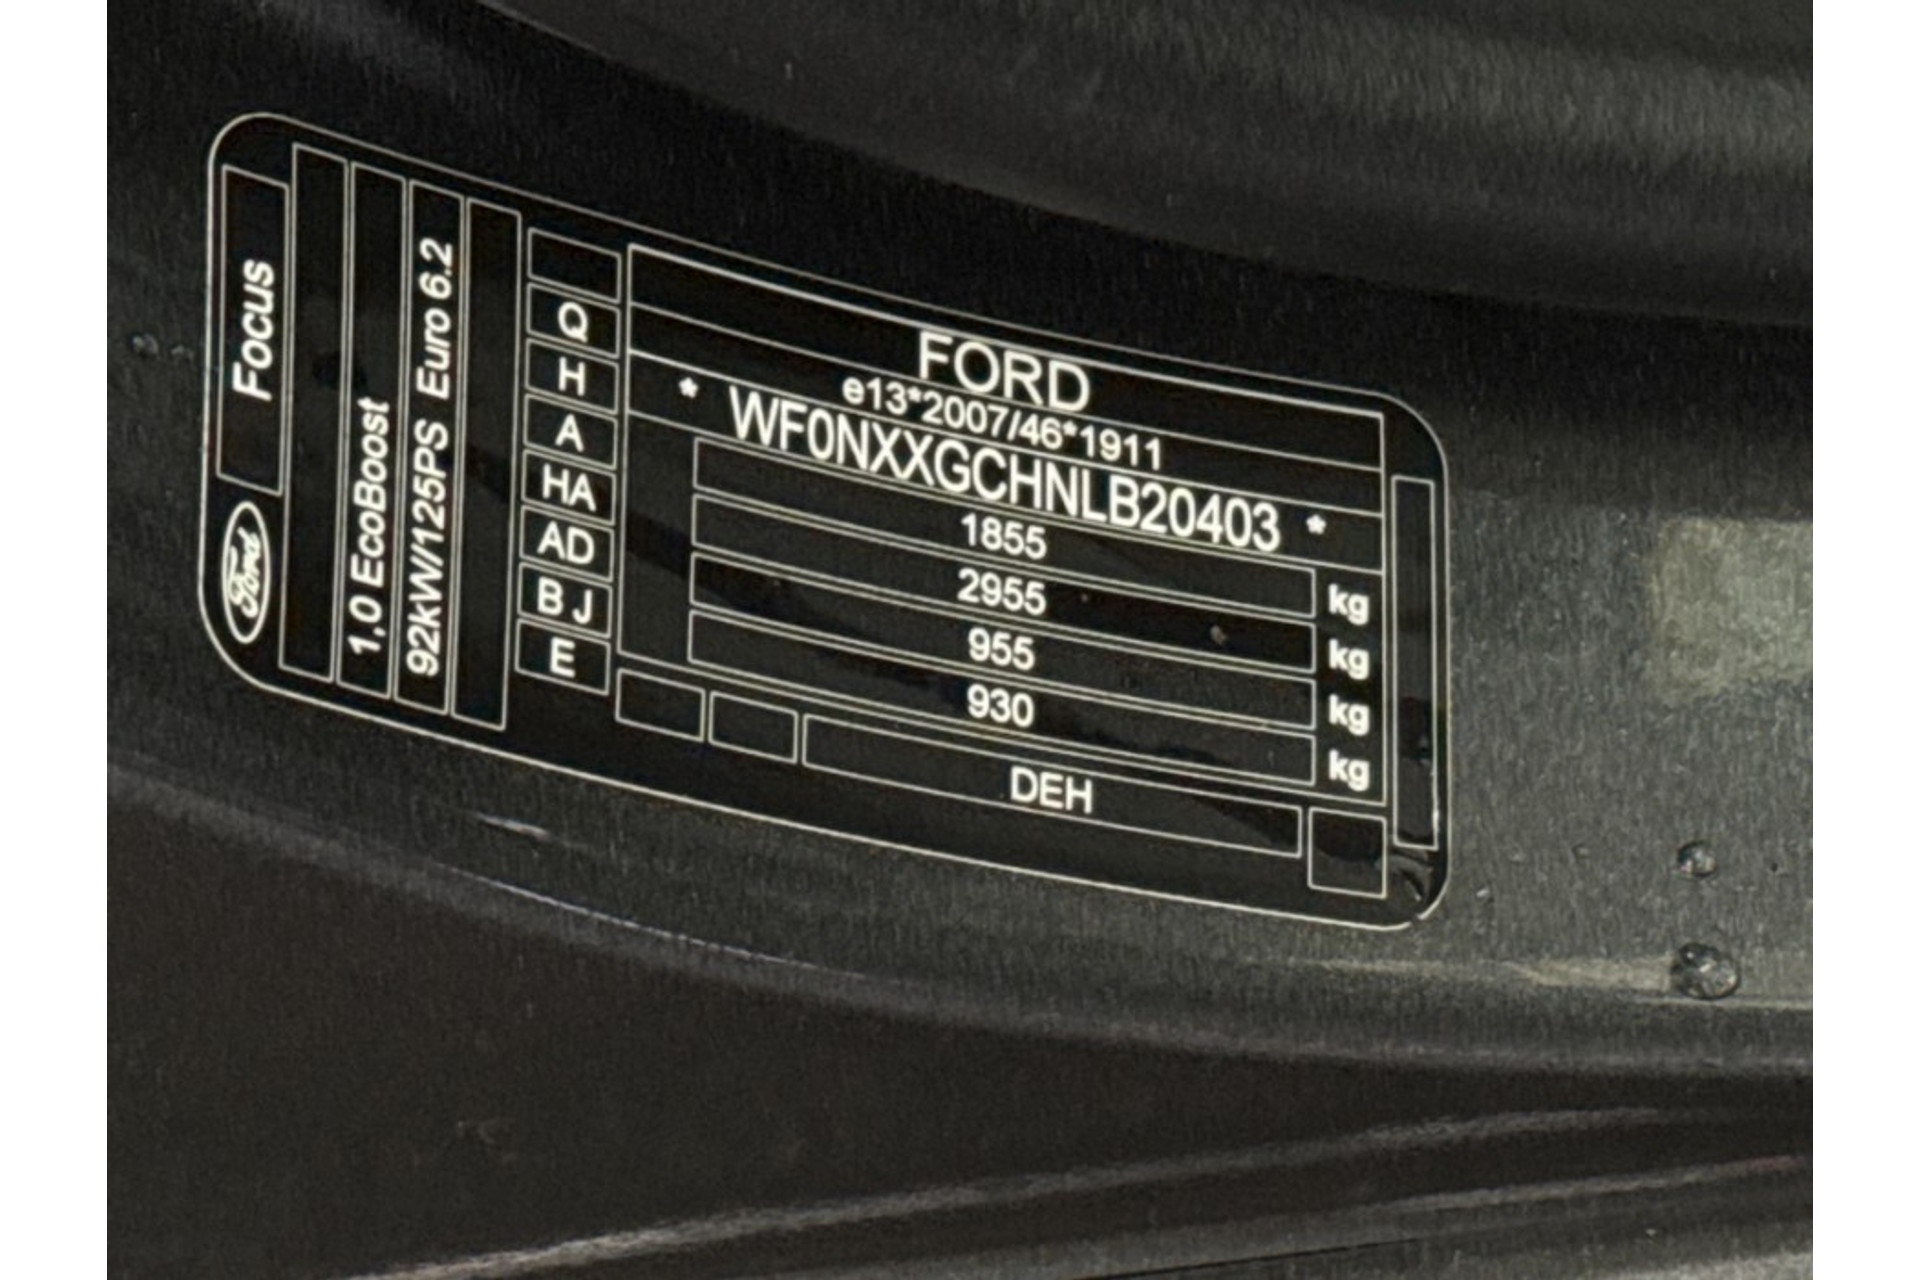 FORD
e13*2007/46*1911
* WF0NXXGCHNLB20403 *
1855 kg
2955 kg
955 kg
930 kg
DEH
Q
H
A
HA
AD
B J
E
Ford
Focus
1,0 EcoBoost
92kW/125PS Euro 6.2